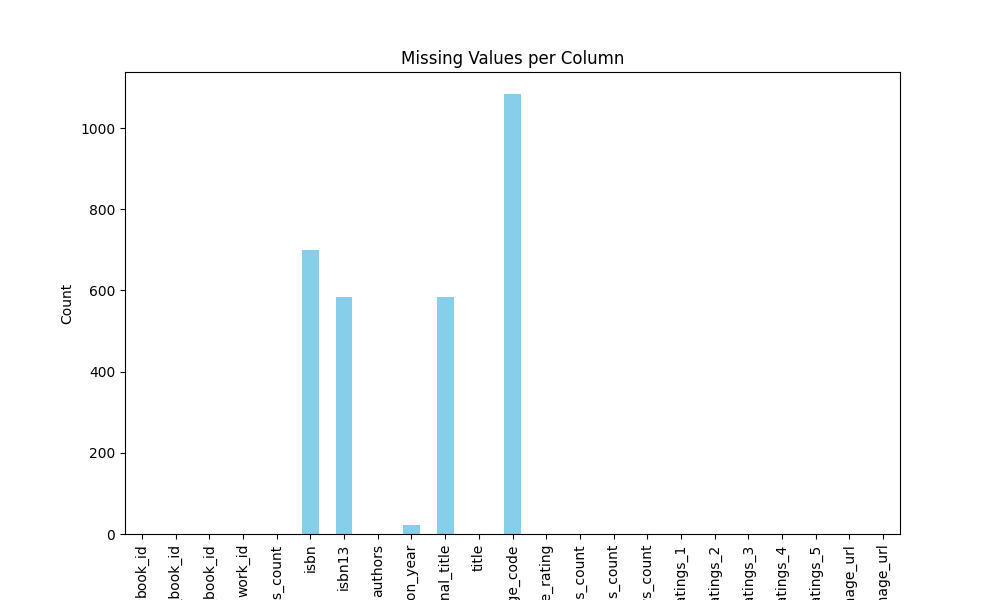 Missing Values per Column
Count
1000
800
600
400
200
0
book_id
book_id
book_id
work_id
s_count
isbn
isbn13
authors
on_year
nal_title
title
ge_code
e_rating
s_count
s_count
s_count
atings_1
atings_2
atings_3
atings_4
atings_5
nage_url
nage_url